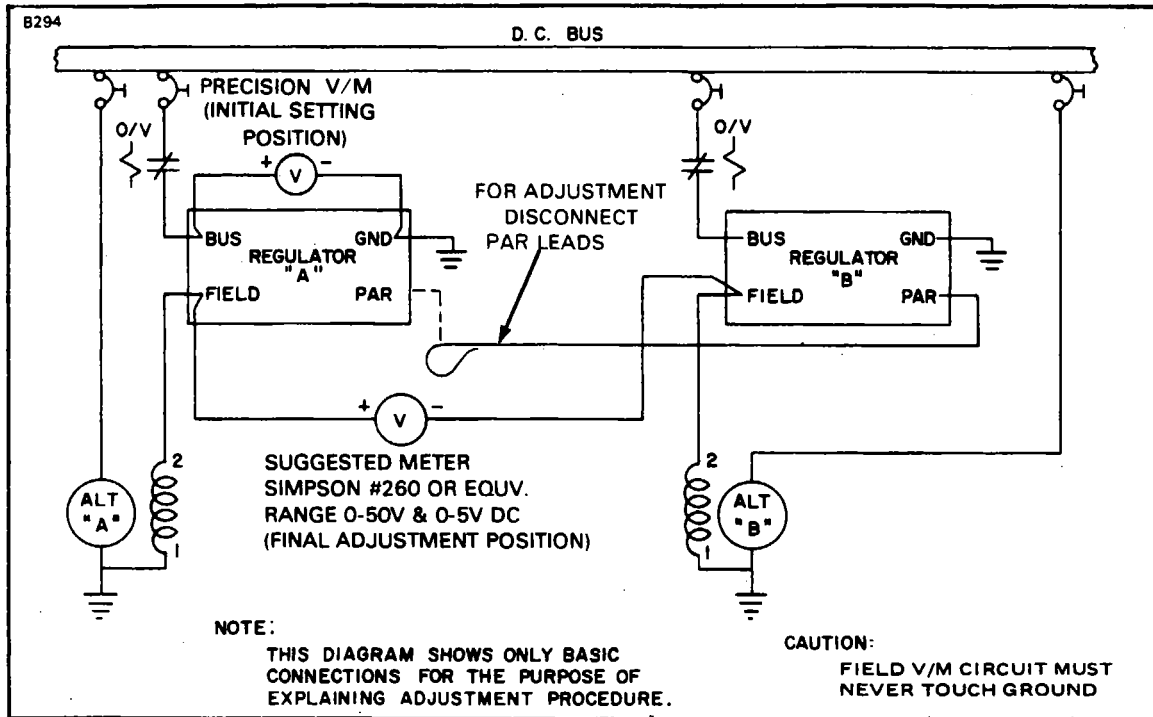 B294
D. C. BUS
PRECISION V/M
(INITIAL SETTING
POSITION)
O/V
+ V -
O/V
FOR ADJUSTMENT
DISCONNECT
PAR LEADS
BUS
GND
REGULATOR
"A"
FIELD
PAR
BUS
GND
REGULATOR
"B"
FIELD
PAR
+ V -
SUGGESTED METER
SIMPSON #260 OR EQUV.
RANGE 0-50V & 0-5V DC
(FINAL ADJUSTMENT POSITION)
2
ALT
"A"
1
2
ALT
"B"
1
NOTE:
THIS DIAGRAM SHOWS ONLY BASIC
CONNECTIONS FOR THE PURPOSE OF
EXPLAINING ADJUSTMENT PROCEDURE.
CAUTION:
FIELD V/M CIRCUIT MUST
NEVER TOUCH GROUND